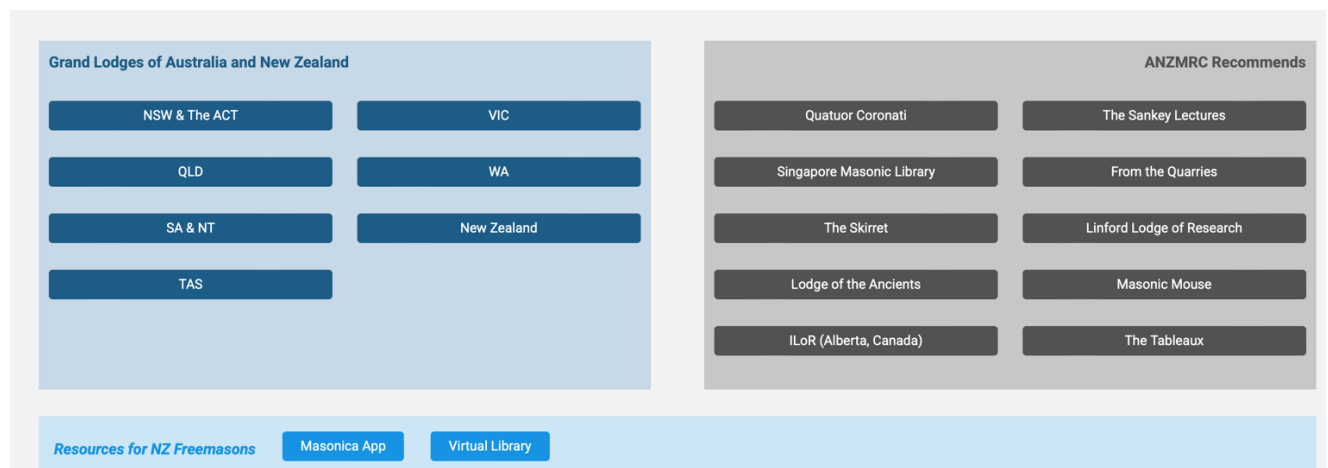 Grand Lodges of Australia and New Zealand
NSW & The ACT
VIC
QLD
WA
SA & NT
New Zealand
TAS
ANZMRC Recommends
Quatuor Coronati
The Sankey Lectures
Singapore Masonic Library
From the Quarries
The Skirret
Linford Lodge of Research
Lodge of the Ancients
Masonic Mouse
ILoR (Alberta, Canada)
The Tableaux
Resources for NZ Freemasons
Masonica App
Virtual Library